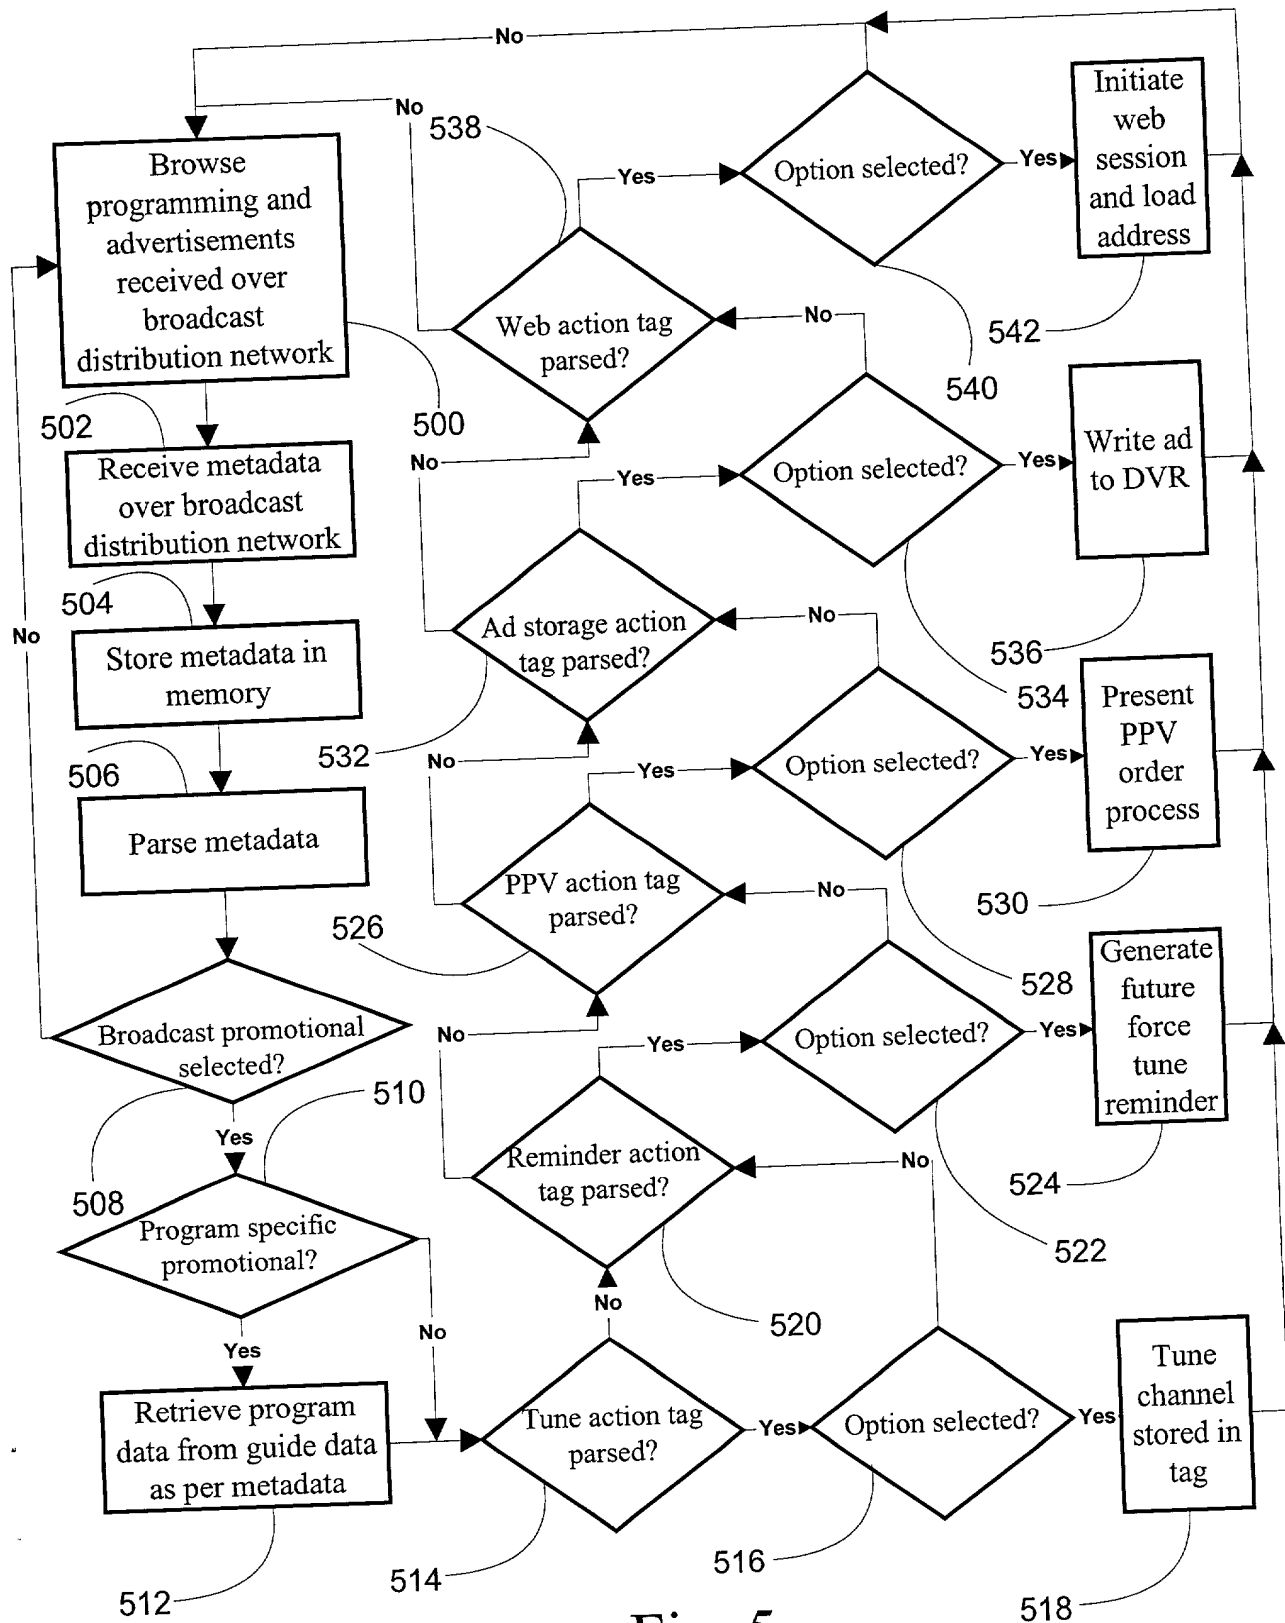 No
No
538
Browse
programming and
advertisements
received over
broadcast
distribution network
500
Yes
Option selected?
Yes
Initiate
web
session
and load
address
542
540
Web action tag
parsed?
No
502
Receive metadata
over broadcast
distribution network
No
Yes
Option selected?
Yes
Write ad
to DVR
536
534
504
Store metadata in
memory
No
Ad storage action
tag parsed?
No
532
506
Parse metadata
No
Yes
Option selected?
Yes
Present
PPV
order
process
530
528
PPV action tag
parsed?
No
526
Broadcast promotional
selected?
508
Yes
510
No
Yes
Option selected?
Yes
Generate
future
force
tune
reminder
524
522
Reminder action
tag parsed?
No
520
Program specific
promotional?
No
Yes
Retrieve program
data from guide data
as per metadata
512
No
Tune action tag
parsed?
514
Yes
Option selected?
516
Yes
Tune
channel
stored in
tag
518